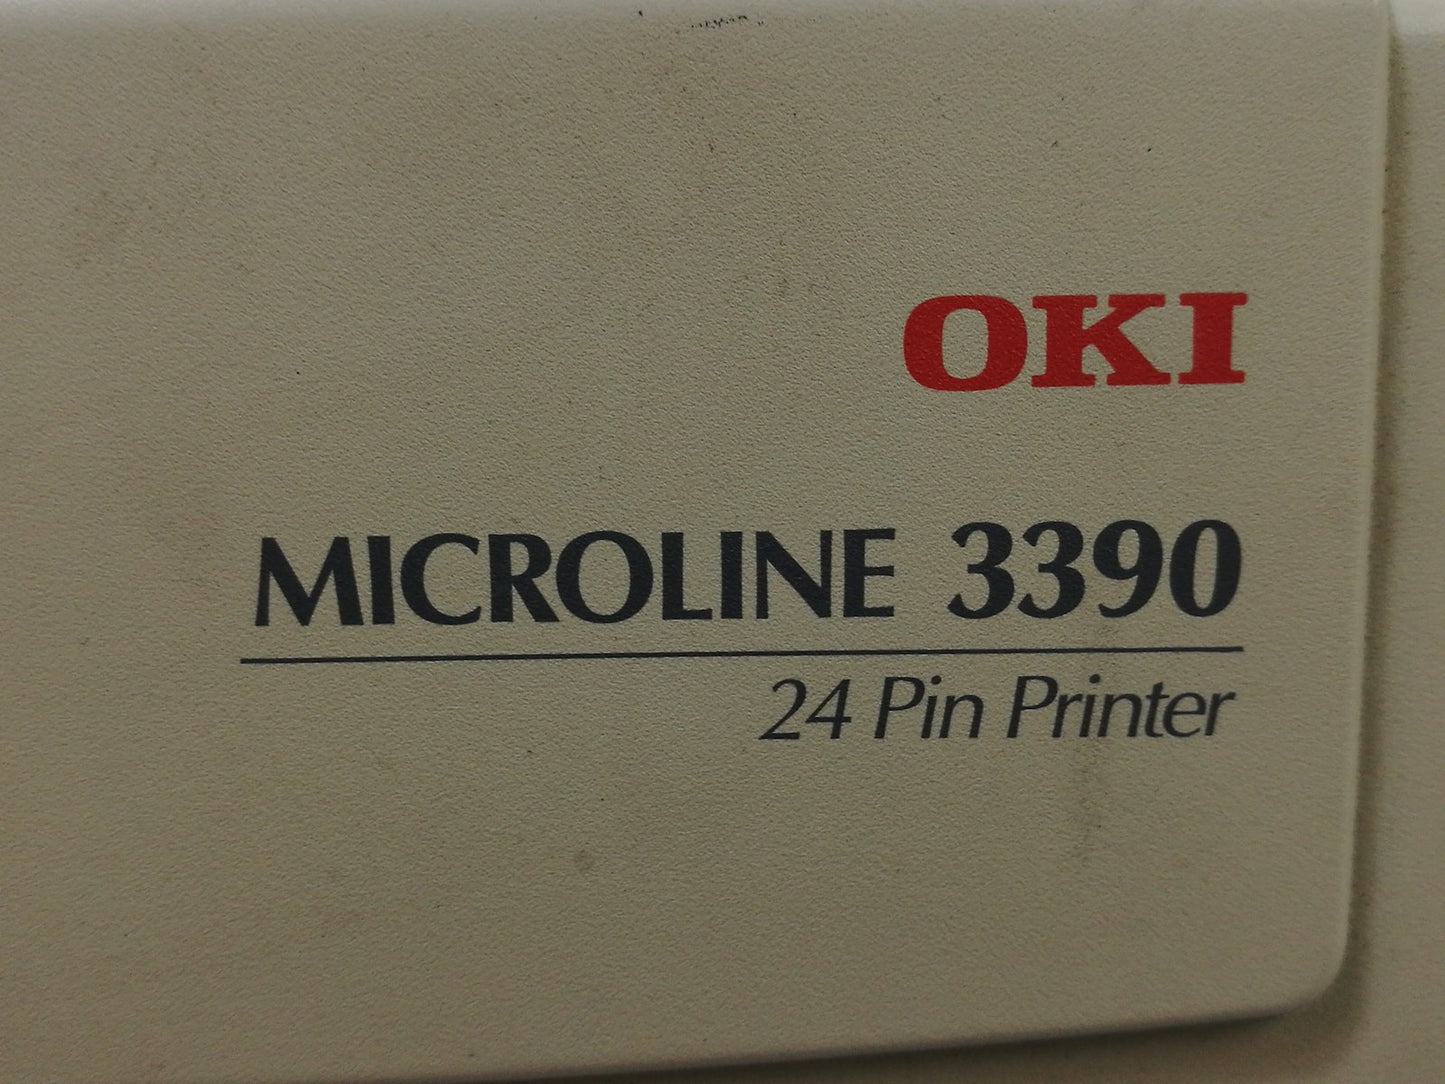 OKI
MICROLINE 3390
24 Pin Printer